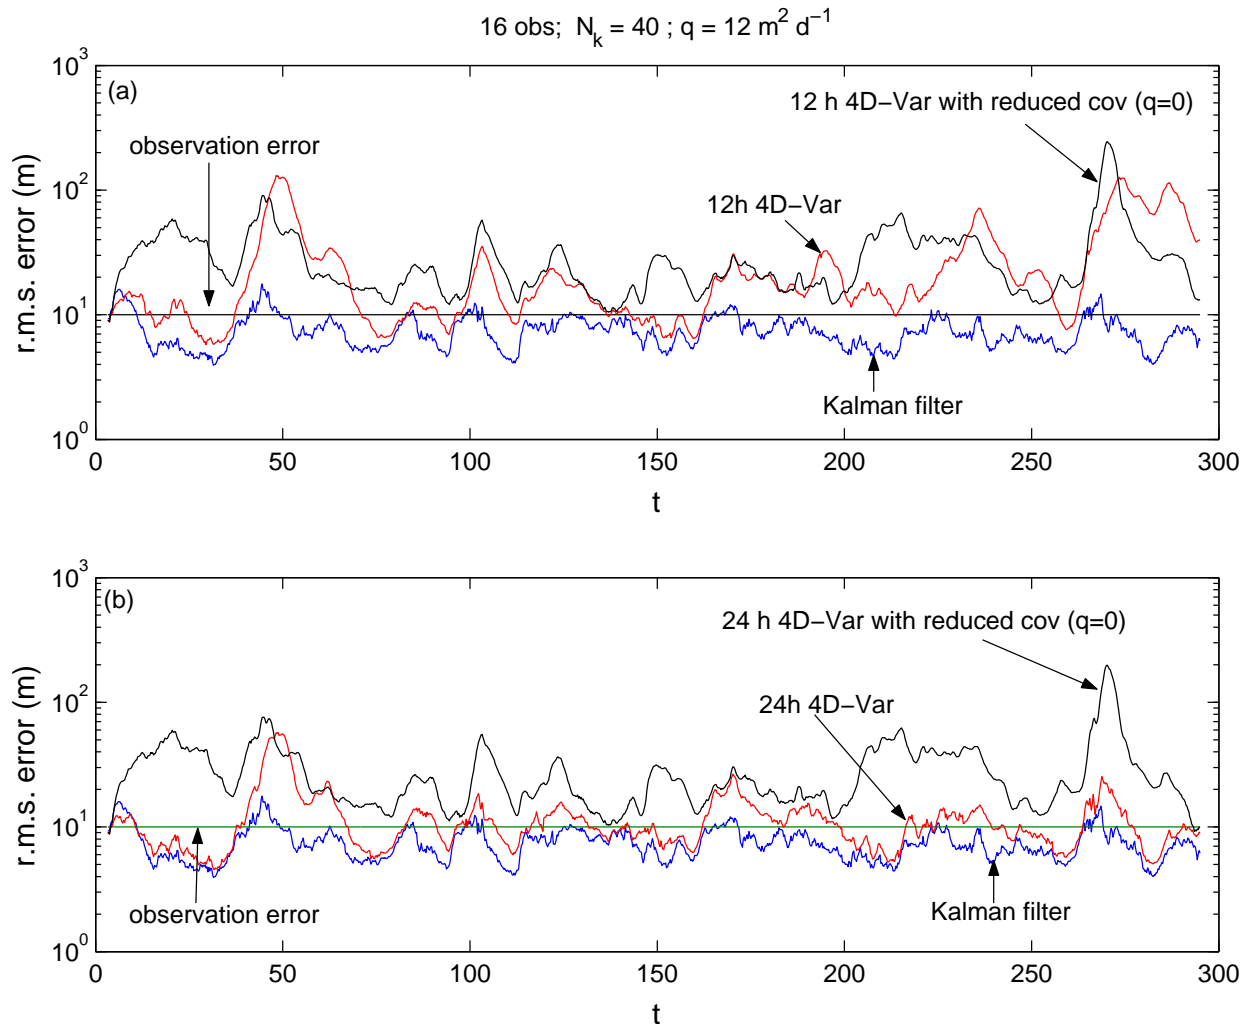 16 obs;  N_k = 40 ; q = 12 m^2 d^−1
10^3
(a)
12 h 4D−Var with reduced cov (q=0)
observation error
10^2
12h 4D−Var
r.m.s. error (m)
10^1
Kalman filter
10^0
0 50 100 150 200 250 300
t
10^3
(b)
24 h 4D−Var with reduced cov (q=0)
10^2
24h 4D−Var
r.m.s. error (m)
10^1
observation error
Kalman filter
10^0
0 50 100 150 200 250 300
t